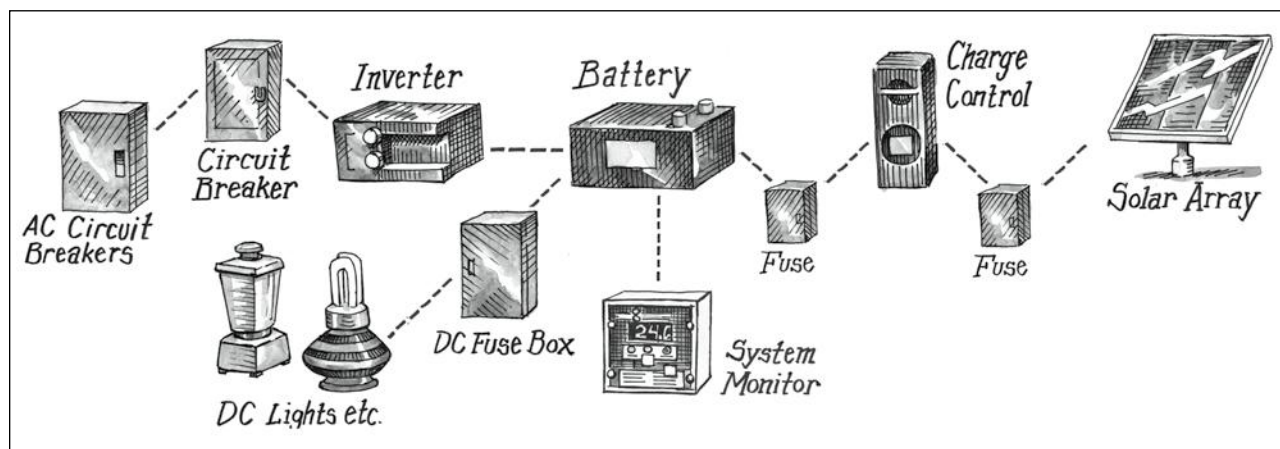 Inverter
Battery
Charge
Control
Circuit
Breaker
AC Circuit
Breakers
Fuse
Fuse
Solar Array
DC Fuse Box
24.0
System
Monitor
DC Lights etc.